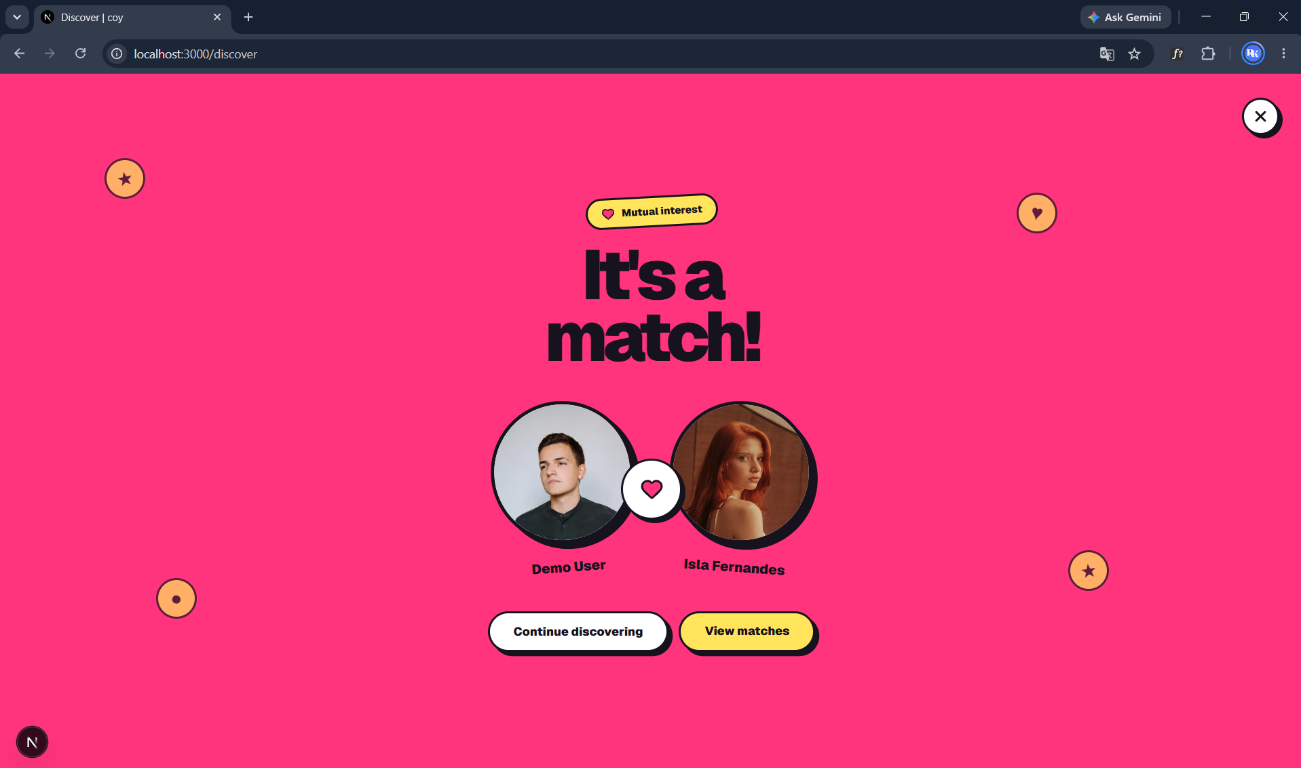 Discover | coy
Ask Gemini
localhost:3000/discover
Mutual interest
It's a
match!
Demo User
Isla Fernandes
Continue discovering
View matches
N